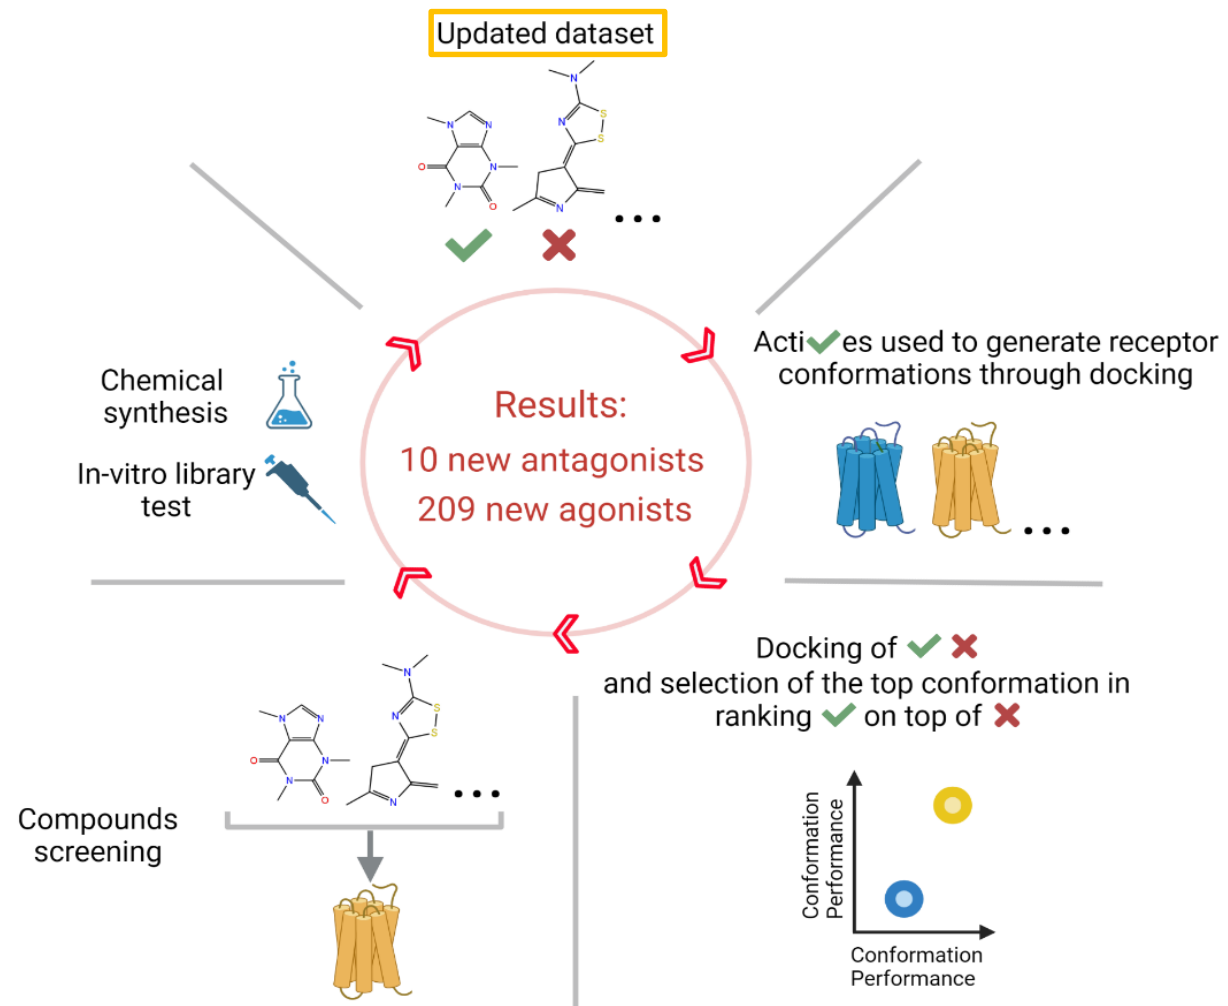 Updated dataset
Acti✔es used to generate receptor
conformations through docking
Docking of ✔ ✖
and selection of the top conformation in
ranking ✔ on top of ✖
Conformation
Performance
Conformation
Performance
Compounds
screening
Chemical
synthesis
In-vitro library
test
Results:
10 new antagonists
209 new agonists
N
N
N
N
O
O
N
N
S
S
N
N
N
N
N
O
O
N
N
S
S
N